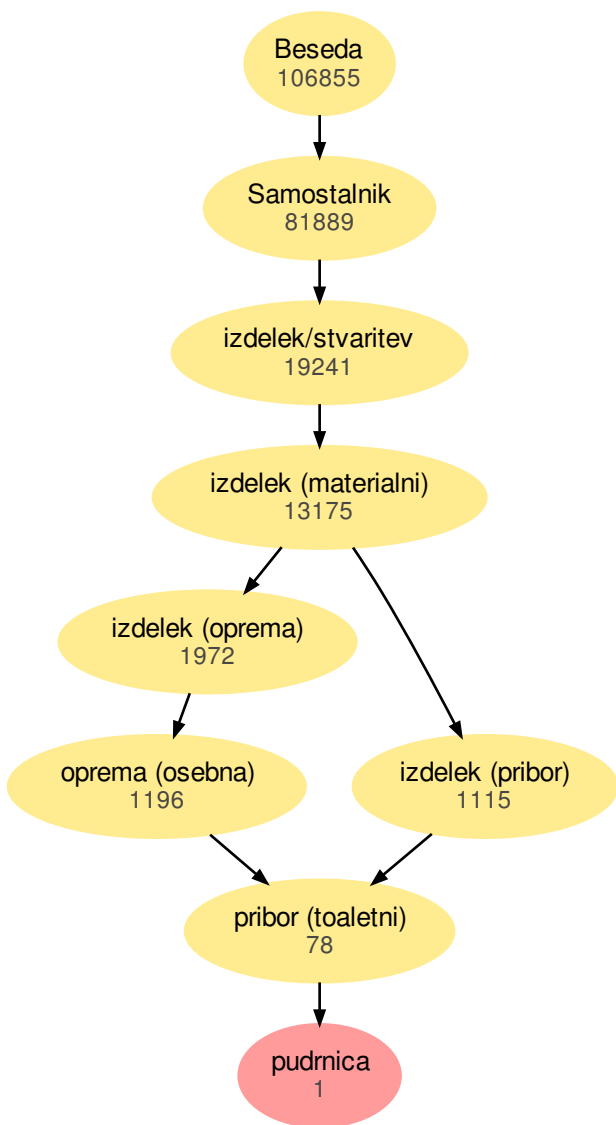 Beseda
106855
Samostalnik
81889
izdelek/stvaritev
19241
izdelek (materialni)
13175
izdelek (oprema)
1972
oprema (osebna)
1196
izdelek (pribor)
1115
pribor (toaletni)
78
pudrnica
1